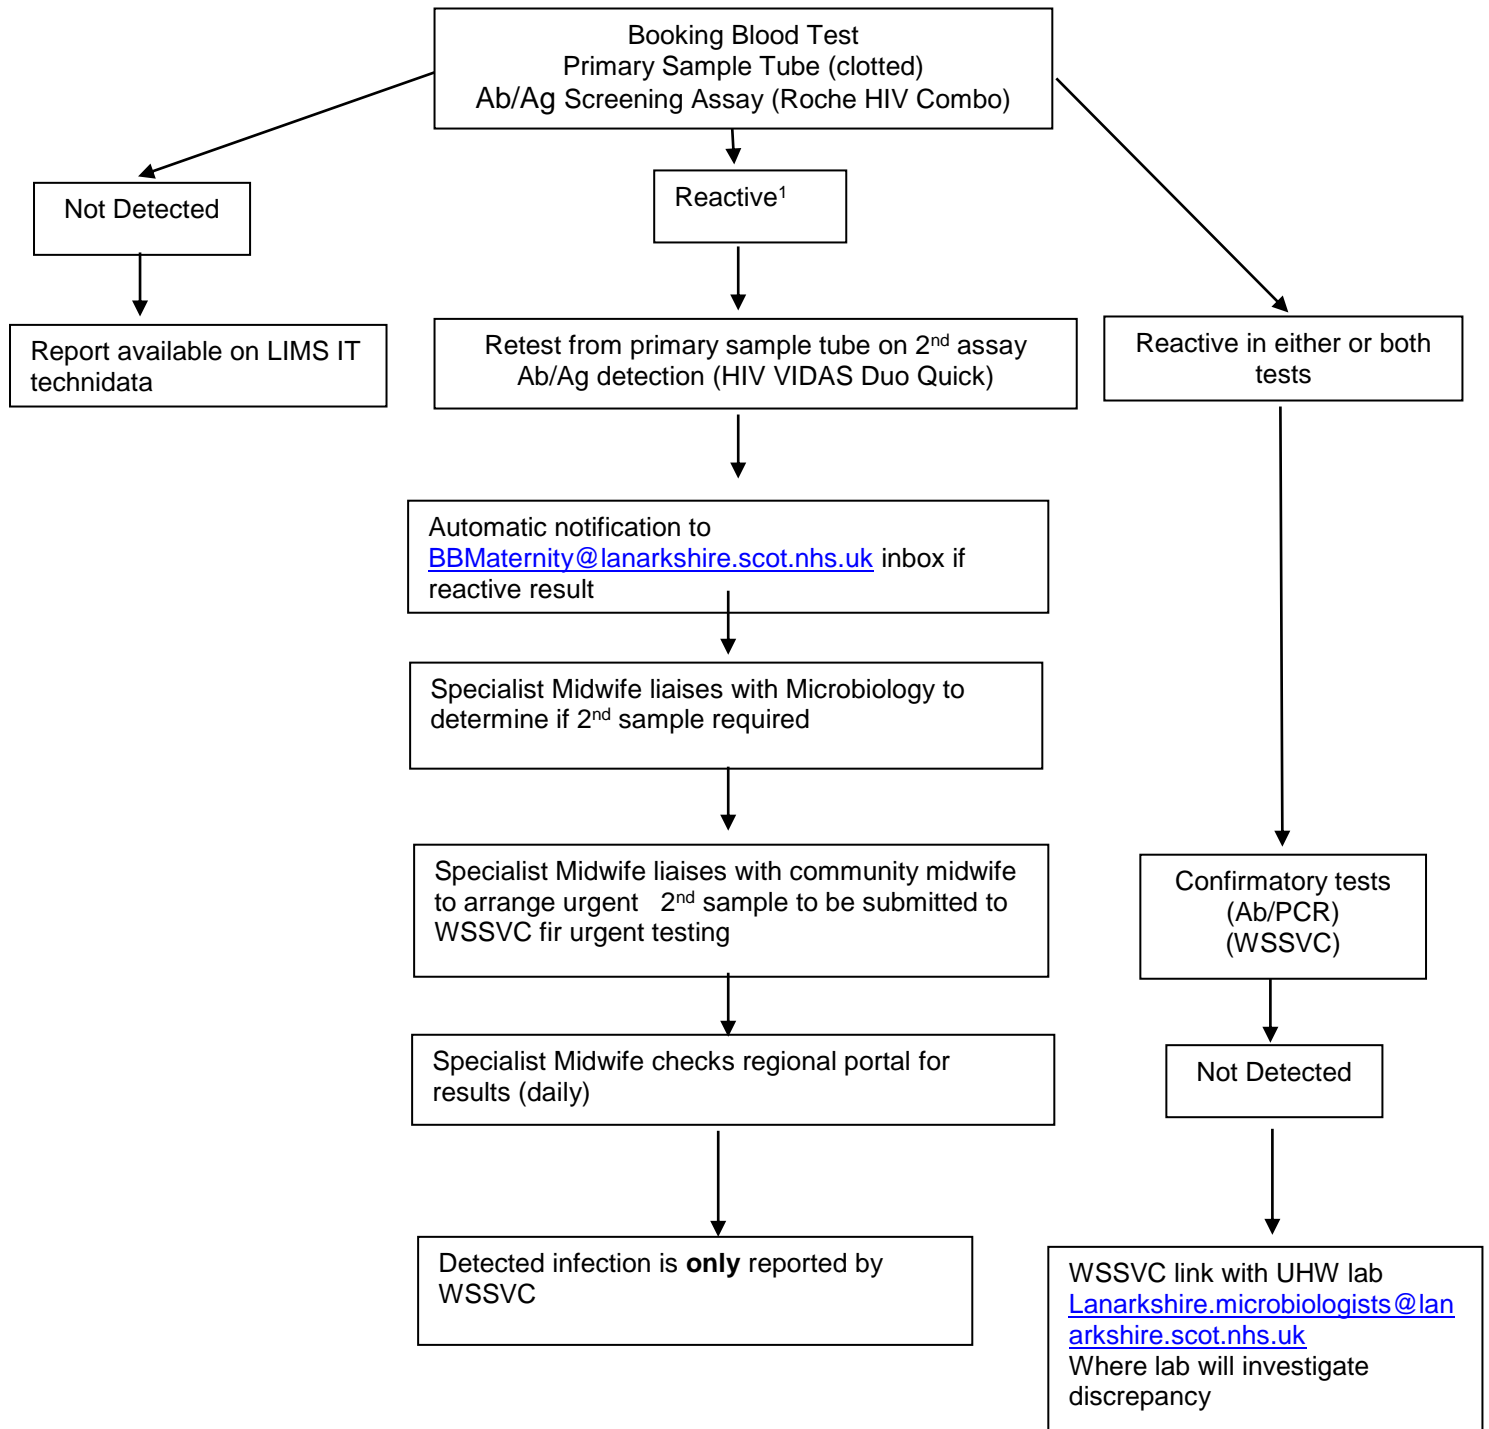 Booking Blood Test
Primary Sample Tube (clotted)
Ab/Ag Screening Assay (Roche HIV Combo)
Not Detected
Reactive¹
Report available on LIMS IT
technidata
Retest from primary sample tube on 2ⁿᵈ assay
Ab/Ag detection (HIV VIDAS Duo Quick)
Reactive in either or both
tests
Automatic notification to
BBMaternity@lanarkshire.scot.nhs.uk inbox if
reactive result
Specialist Midwife liaises with Microbiology to
determine if 2ⁿᵈ sample required
Specialist Midwife liaises with community midwife
to arrange urgent 2ⁿᵈ sample to be submitted to
WSSVC fir urgent testing
Confirmatory tests
(Ab/PCR)
(WSSVC)
Specialist Midwife checks regional portal for
results (daily)
Not Detected
Detected infection is only reported by
WSSVC
WSSVC link with UHW lab
Lanarkshire.microbiologists@lan
arkshire.scot.nhs.uk
Where lab will investigate
discrepancy